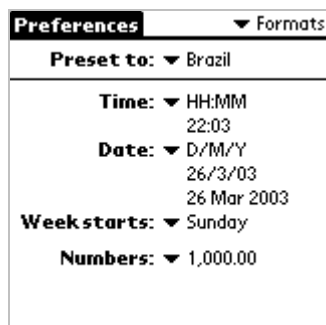 Preferences Formats
Preset to: Brazil
Time: HH:MM
22:03
Date: D/M/Y
26/3/03
26 Mar 2003
Week starts: Sunday
Numbers: 1,000.00